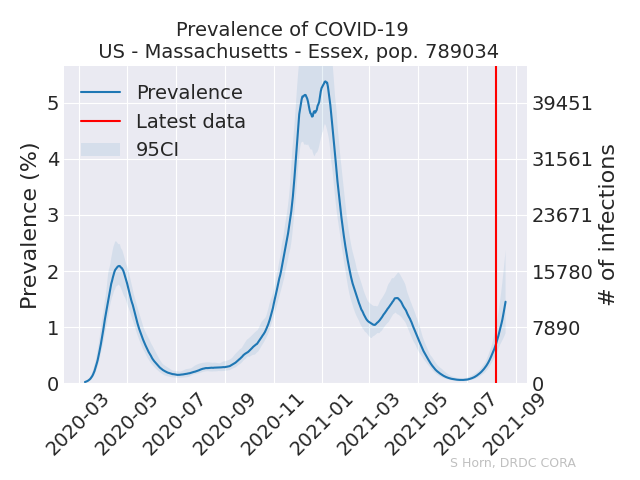 Prevalence of COVID-19
US - Massachusetts - Essex, pop. 789034
Prevalence
Latest data
95CI
Prevalence (%)
5
4
3
2
1
0
39451
31561
23671
15780
7890
0
# of infections
2020-03
2020-05
2020-07
2020-09
2020-11
2021-01
2021-03
2021-05
2021-07
2021-09
S Horn, DRDC CORA